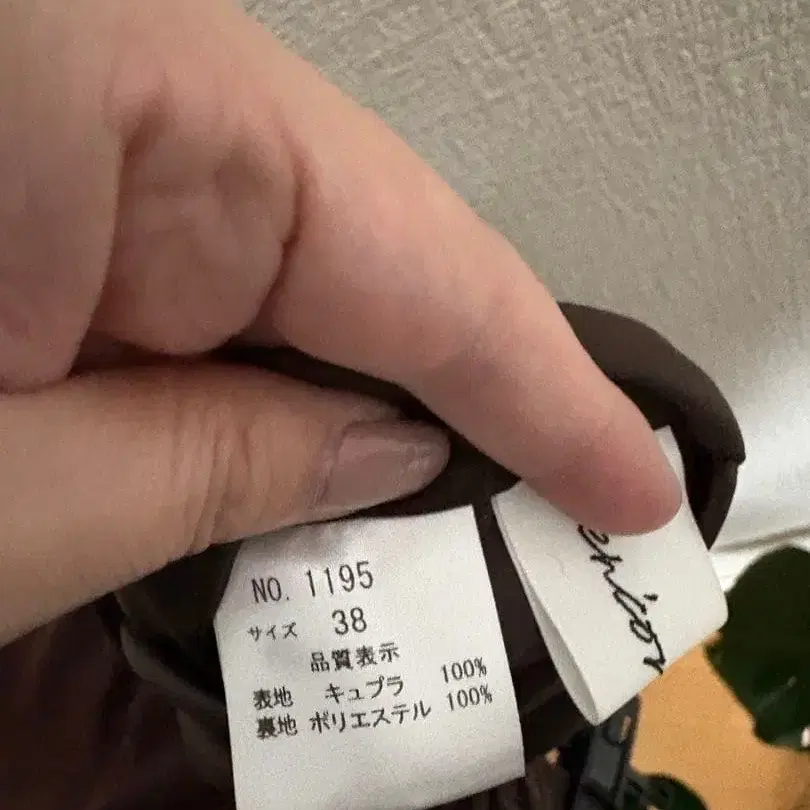 NO. 1195
サイズ 38
品質表示
表地 キュプラ 100%
裏地 ポリエステル 100%